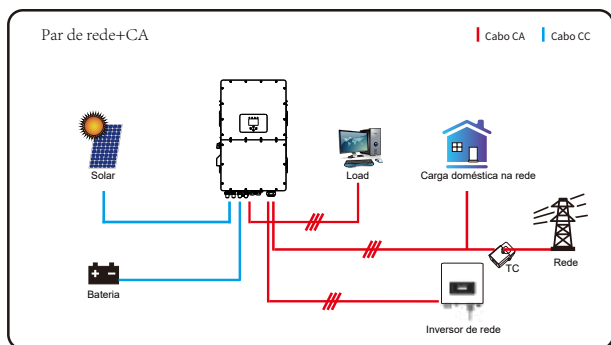 Par de rede+CA
Cabo CA
Cabo CC
Solar
Load
Carga doméstica na rede
TC
Rede
Bateria
Inversor de rede